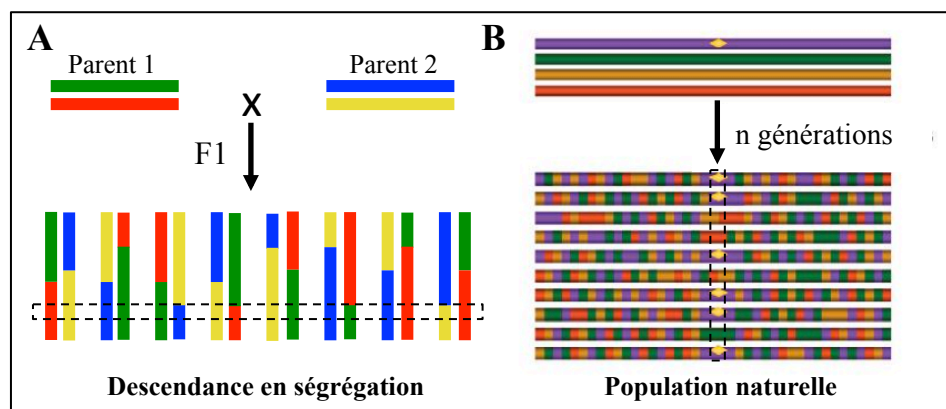 A
Parent 1
Parent 2
X
F1
Descendance en ségrégation
B
n générations
Population naturelle